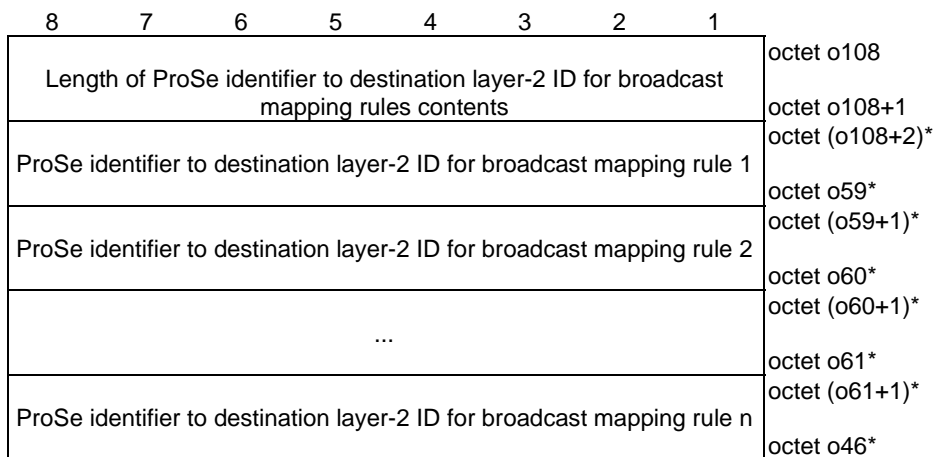 8 7 6 5 4 3 2 1
octet o108
Length of ProSe identifier to destination layer-2 ID for broadcast
mapping rules contents
octet o108+1
octet (o108+2)*
ProSe identifier to destination layer-2 ID for broadcast mapping rule 1
octet o59*
octet (o59+1)*
ProSe identifier to destination layer-2 ID for broadcast mapping rule 2
octet o60*
octet (o60+1)*
...
octet o61*
octet (o61+1)*
ProSe identifier to destination layer-2 ID for broadcast mapping rule n
octet o46*